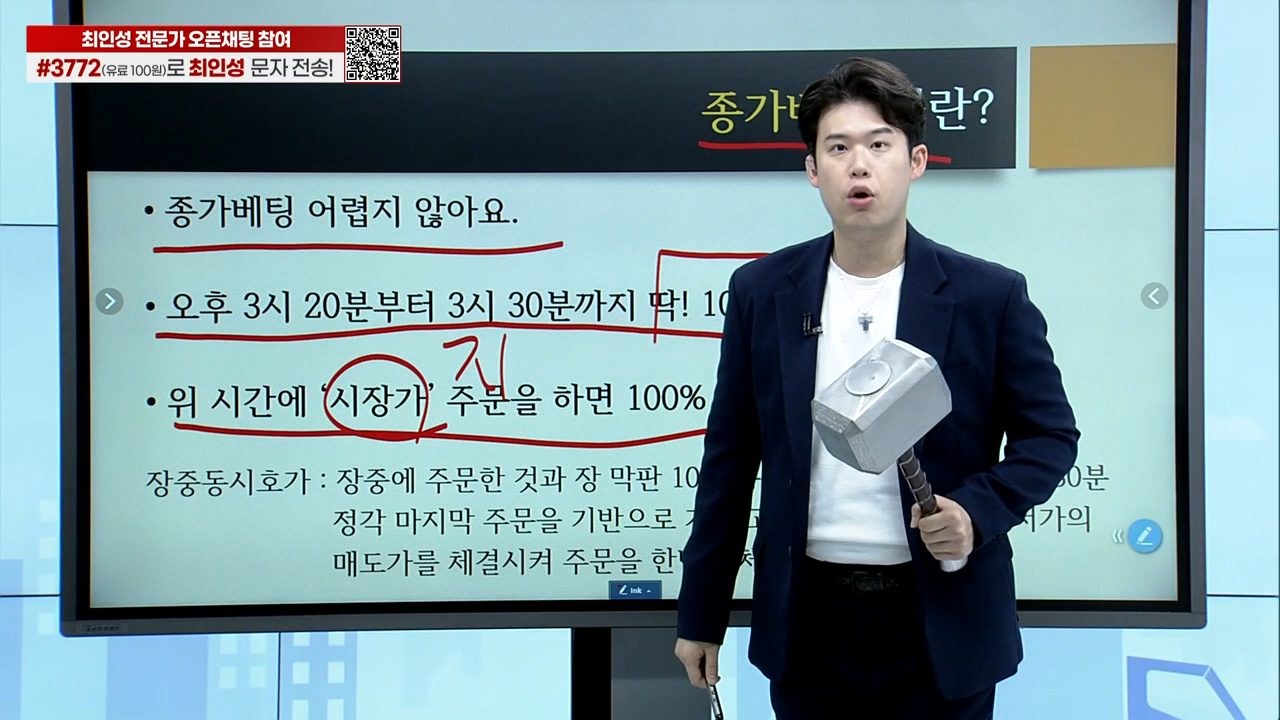 최인성 전문가 오픈채팅 참여
#3772(유료 100원)로 최인성 문자 전송!
종가 란?
• 종가베팅 어렵지 않아요.
• 오후 3시 20분부터 3시 30분까지 딱! 10
• 위 시간에 '시장가' 주문을 하면 100%
장중동시호가 : 장중에 주문한 것과 장 막판 10 30분
정각 마지막 주문을 기반으로 저가의
매도가를 체결시켜 주문을 한
Ink